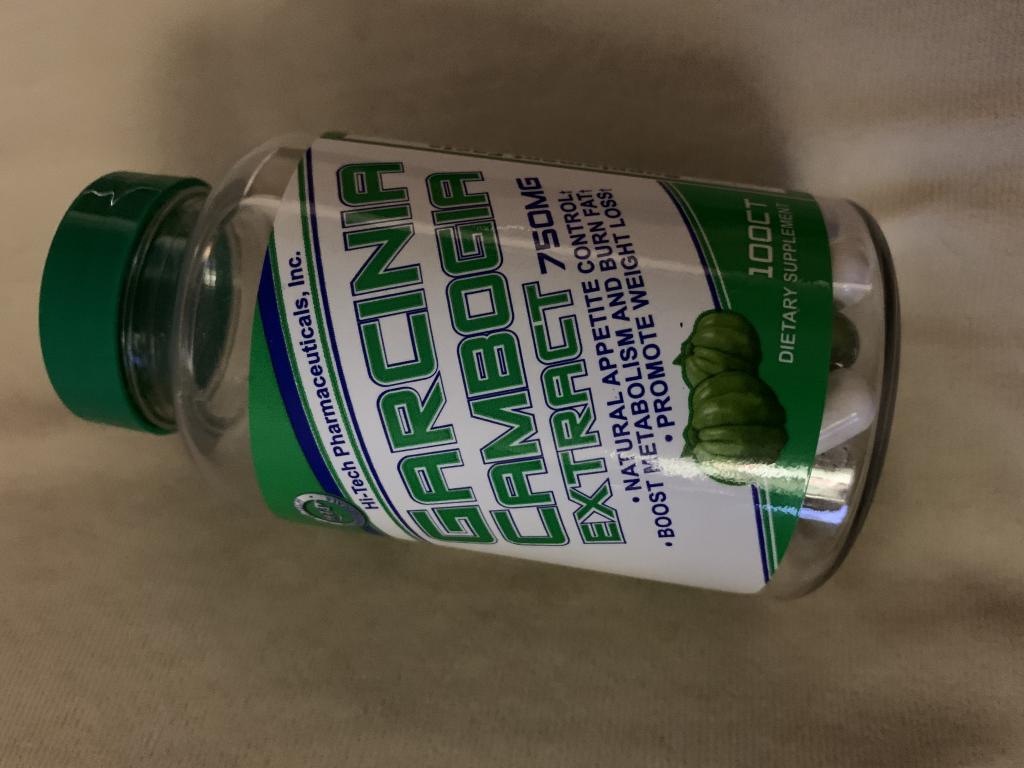 Hi-Tech Pharmaceuticals, Inc.
GARCINIA
CAMBOGIA
EXTRACT 750MG
• NATURAL APPETITE CONTROL†
• BOOST METABOLISM AND BURN FAT†
• PROMOTE WEIGHT LOSS†
100CT
DIETARY SUPPLEMENT